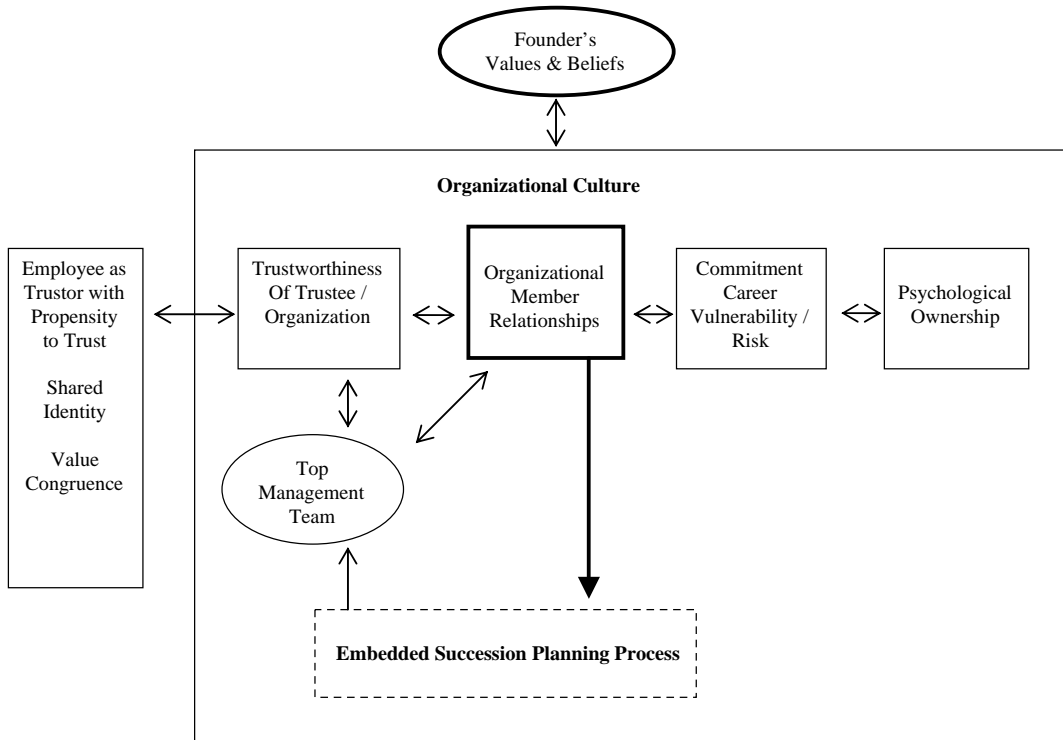 Founder’s
Values & Beliefs
Organizational Culture
Employee as
Trustor with
Propensity
to Trust
Shared
Identity
Value
Congruence
Trustworthiness
Of Trustee /
Organization
Organizational
Member
Relationships
Commitment
Career
Vulnerability /
Risk
Psychological
Ownership
Top
Management
Team
Embedded Succession Planning Process